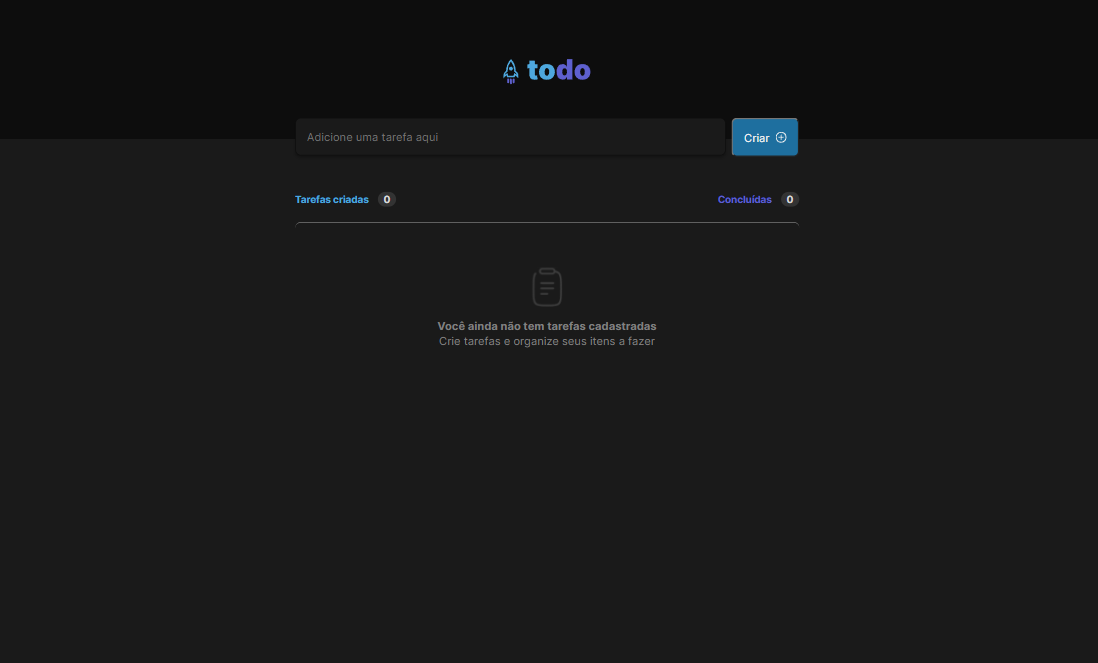 todo
Adicione uma tarefa aqui
Criar
Tarefas criadas 0
Concluídas 0
Você ainda não tem tarefas cadastradas
Crie tarefas e organize seus itens a fazer